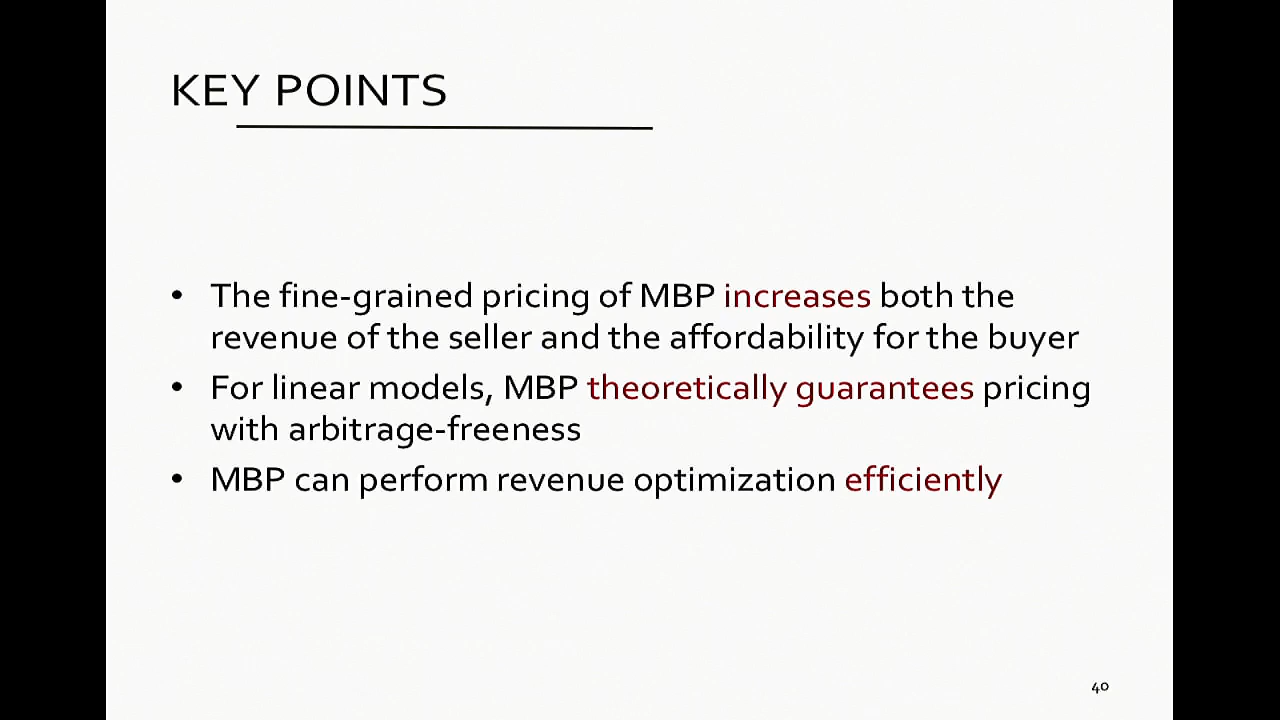 KEY POINTS
• The fine-grained pricing of MBP increases both the
revenue of the seller and the affordability for the buyer
• For linear models, MBP theoretically guarantees pricing
with arbitrage-freeness
• MBP can perform revenue optimization efficiently
40